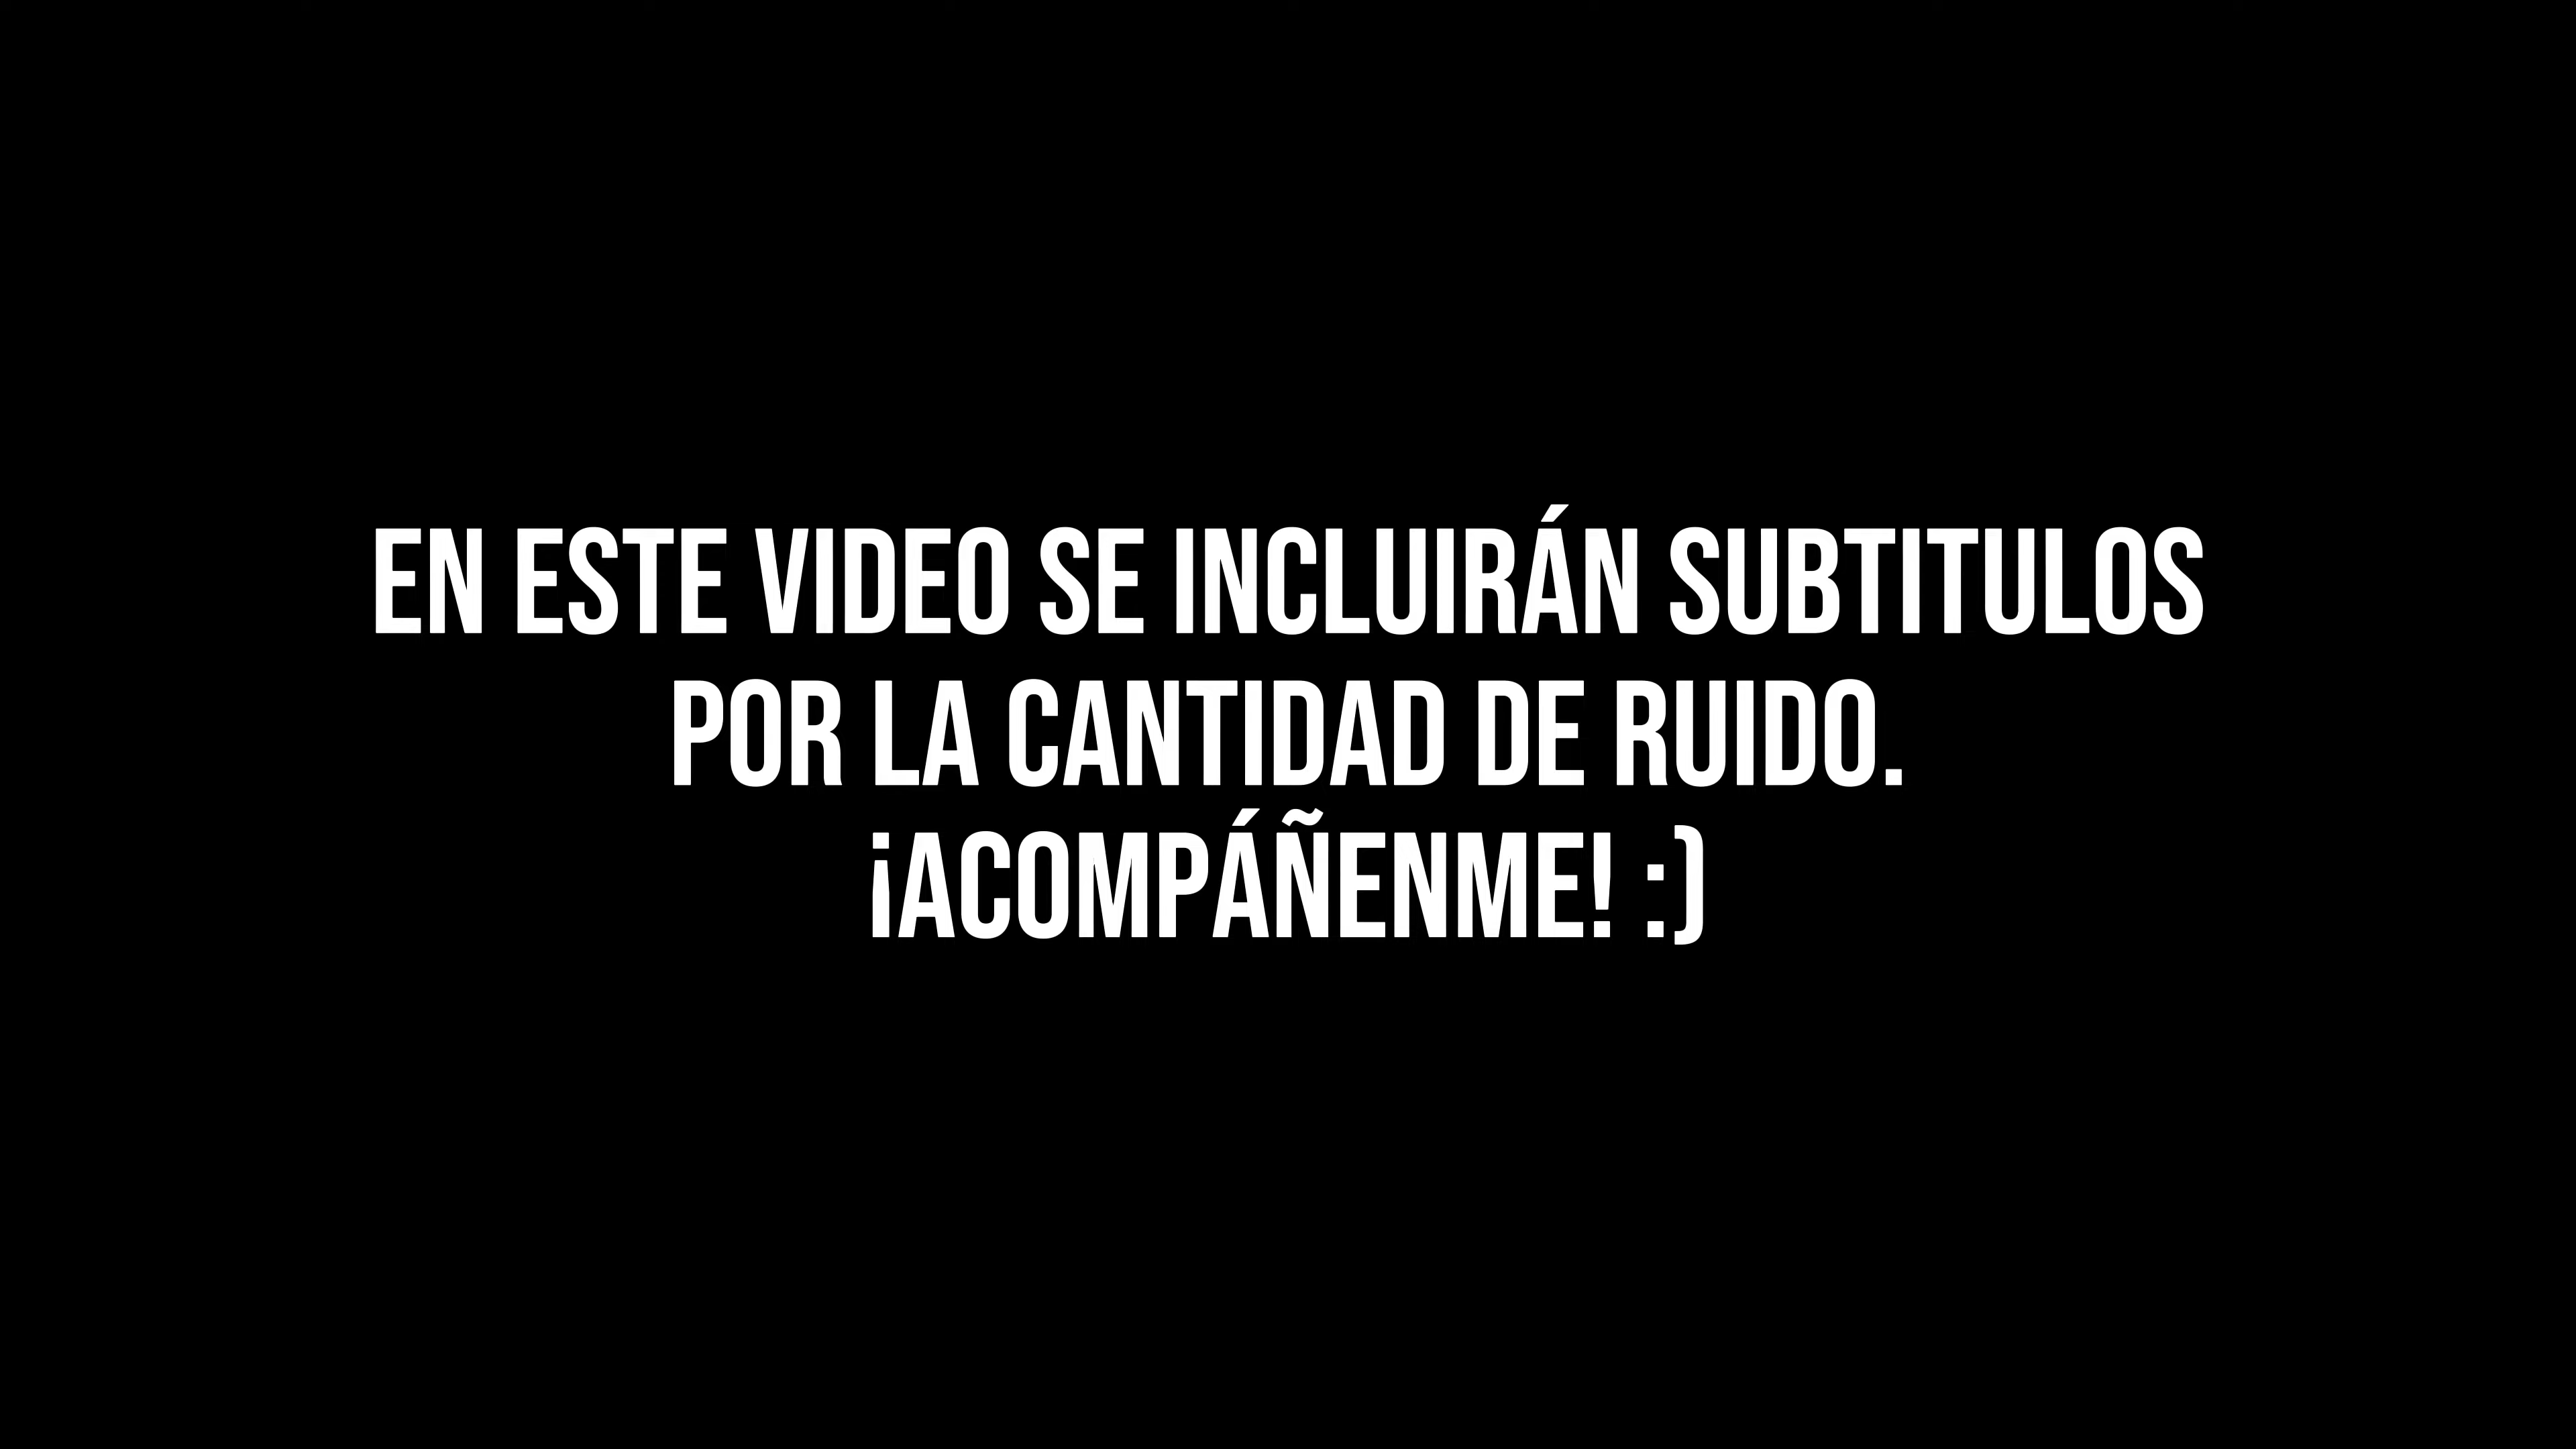 EN ESTE VIDEO SE INCLUIRÁN SUBTITULOS
POR LA CANTIDAD DE RUIDO.
¡ACOMPÁÑENME! :)